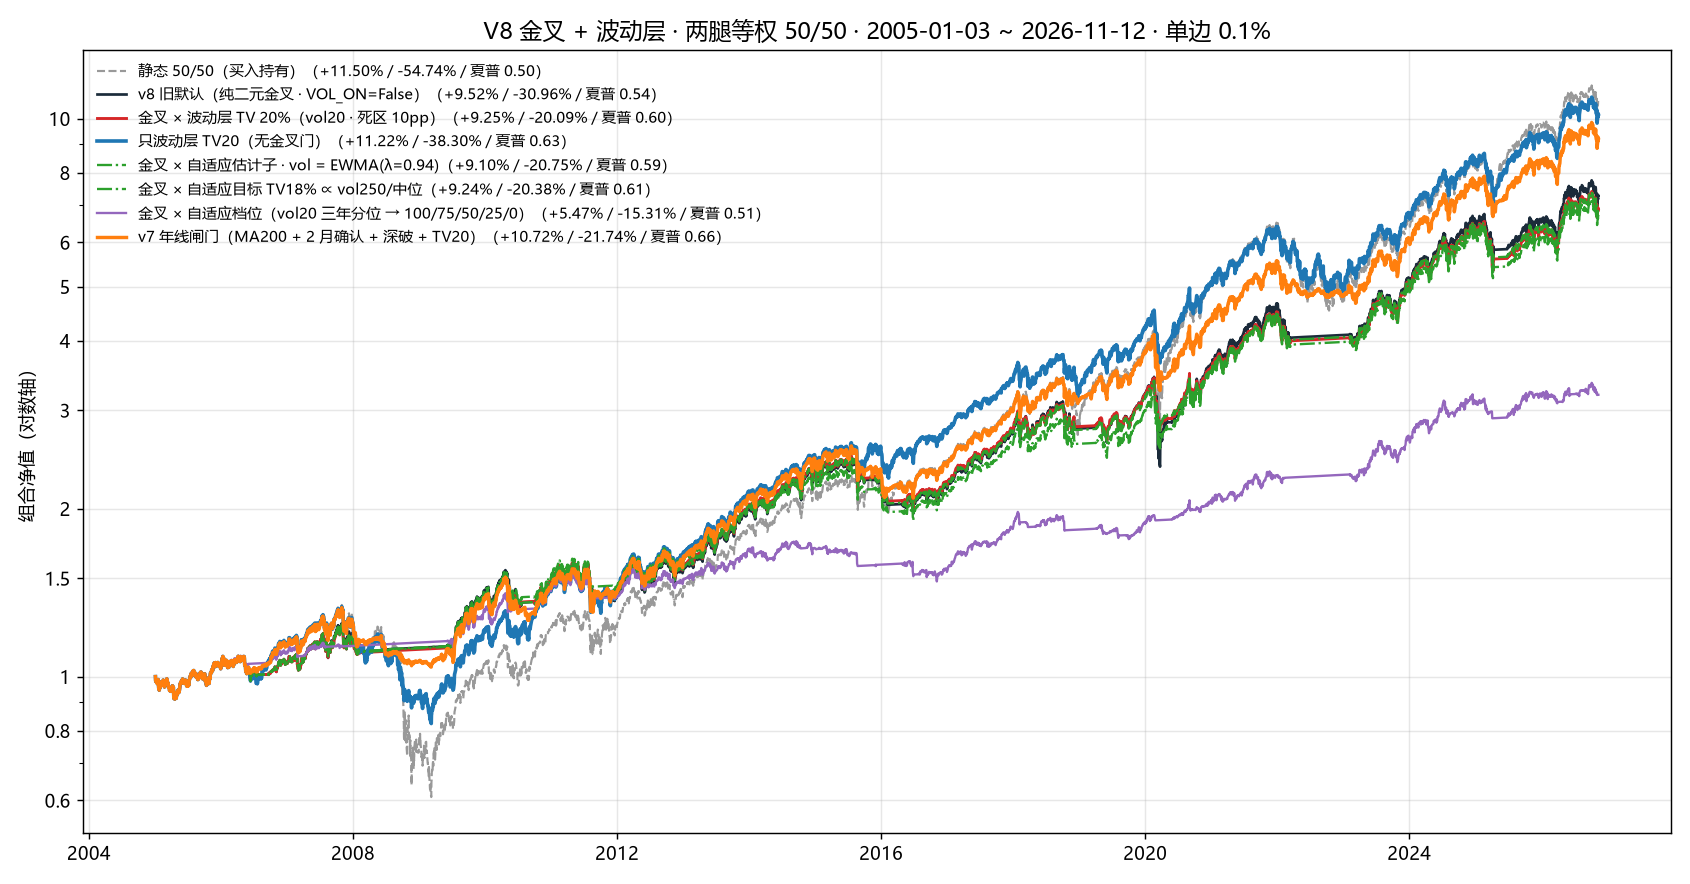 V8 金叉 + 波动层 · 两腿等权 50/50 · 2005-01-03 ~ 2026-11-12 · 单边 0.1%
静态 50/50（买入持有）（+11.50% / -54.74% / 夏普 0.50）
v8 旧默认（纯二元金叉 · VOL_ON=False）（+9.52% / -30.96% / 夏普 0.54）
金叉 × 波动层 TV 20%（vol20 · 死区 10pp）（+9.25% / -20.09% / 夏普 0.60）
只波动层 TV20（无金叉门）（+11.22% / -38.30% / 夏普 0.63）
金叉 × 自适应估计子 · vol = EWMA(λ=0.94)（+9.10% / -20.75% / 夏普 0.59）
金叉 × 自适应目标 TV18% ∝ vol250/中位（+9.24% / -20.38% / 夏普 0.61）
金叉 × 自适应档位（vol20 三年分位 → 100/75/50/25/0）（+5.47% / -15.31% / 夏普 0.51）
v7 年线闸门（MA200 + 2 月确认 + 深破 + TV20）（+10.72% / -21.74% / 夏普 0.66）
组合净值（对数轴）
10
8
6
5
4
3
2
1.5
1
0.8
0.6
2004
2008
2012
2016
2020
2024